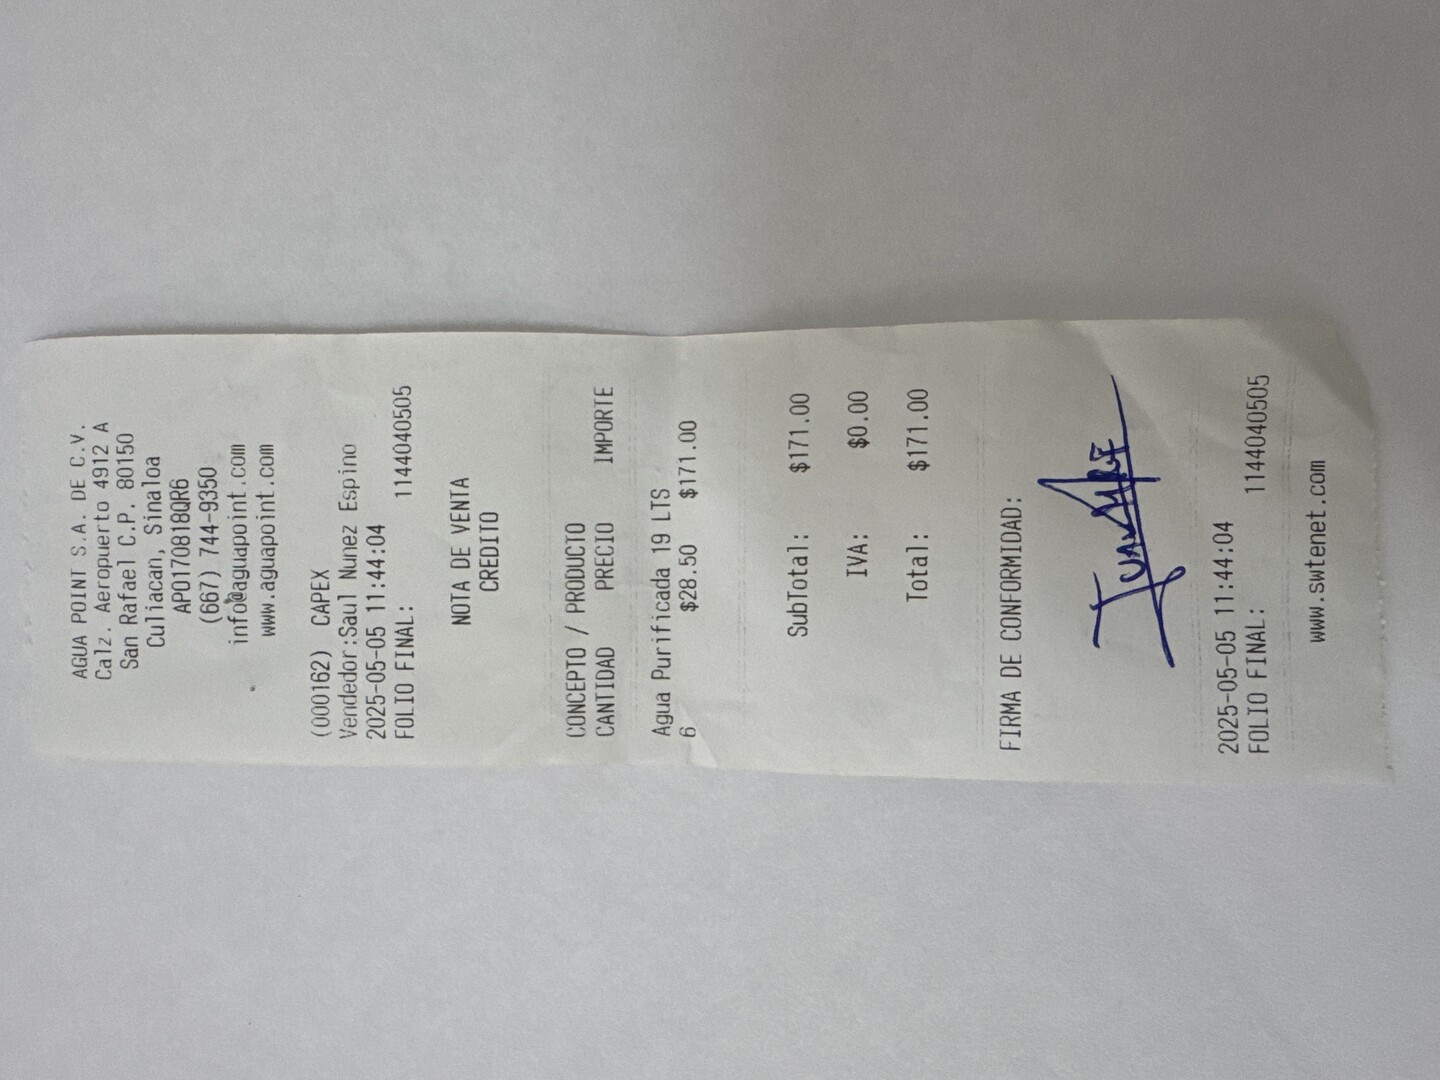 AGUA POINT S.A. DE C.V.
Calz. Aeropuerto 4912 A
San Rafael C.P. 80150
Culiacan, Sinaloa
APO170818QR6
(667) 744-9350
info@aguapoint.com
www.aguapoint.com
(000162) CAPEX
Vendedor:Saul Nunez Espino
2025-05-05 11:44:04
FOLIO FINAL: 1144040505
NOTA DE VENTA
CREDITO
CONCEPTO / PRODUCTO
CANTIDAD PRECIO IMPORTE
Agua Purificada 19 LTS
6 $28.50 $171.00
SubTotal: $171.00
IVA: $0.00
Total: $171.00
FIRMA DE CONFORMIDAD:
2025-05-05 11:44:04
FOLIO FINAL: 1144040505
www.swtenet.com